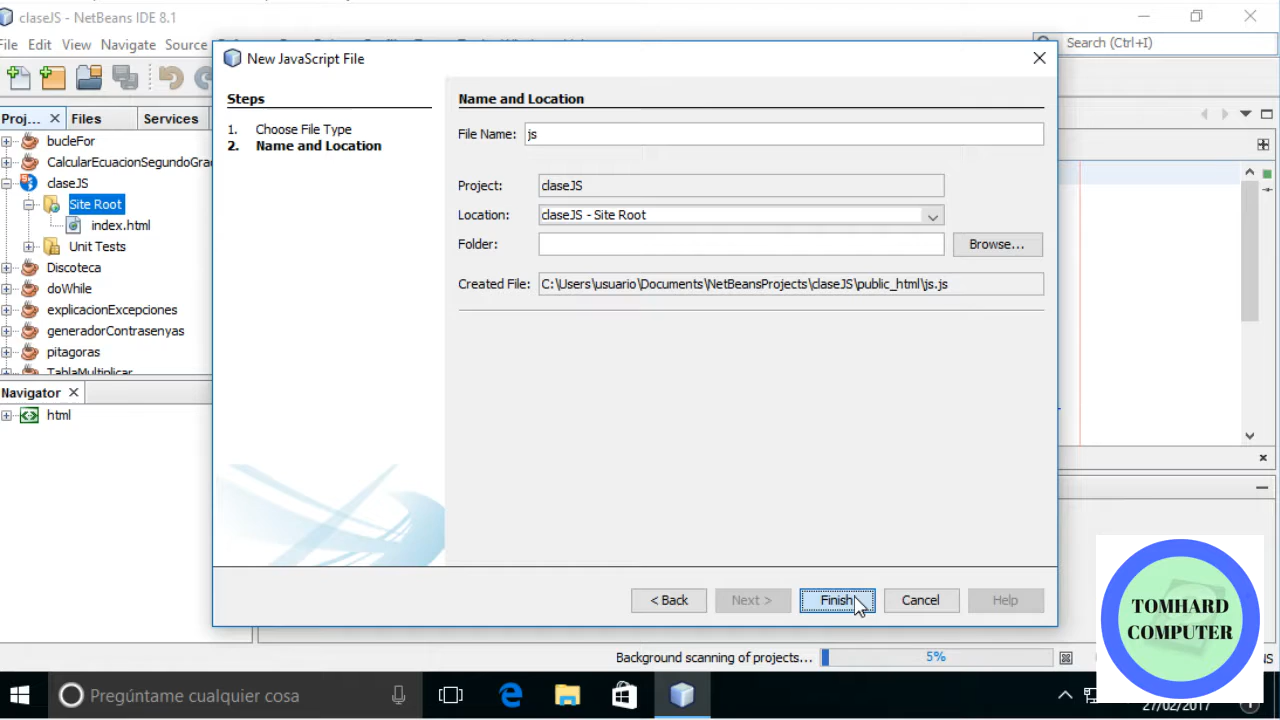 claseJS - NetBeans IDE 8.1
File Edit View Navigate Source
Search (Ctrl+I)
New JavaScript File
Proj... Files Services
bucleFor
CalcularEcuacionSegundoGra
claseJS
Site Root
index.html
Unit Tests
Discoteca
doWhile
explicacionExcepciones
generadorContrasenyas
pitagoras
TablaMultiplicar
Navigator
html
Steps
1. Choose File Type
2. Name and Location
Name and Location
File Name: js
Project: claseJS
Location: claseJS - Site Root
Folder: Browse...
Created File: C:\Users\usuario\Documents\NetBeansProjects\claseJS\public_html\js.js
< Back Next > Finish Cancel Help
Background scanning of projects... 5%
TOMHARD
COMPUTER
Pregúntame cualquier cosa
27/02/2017